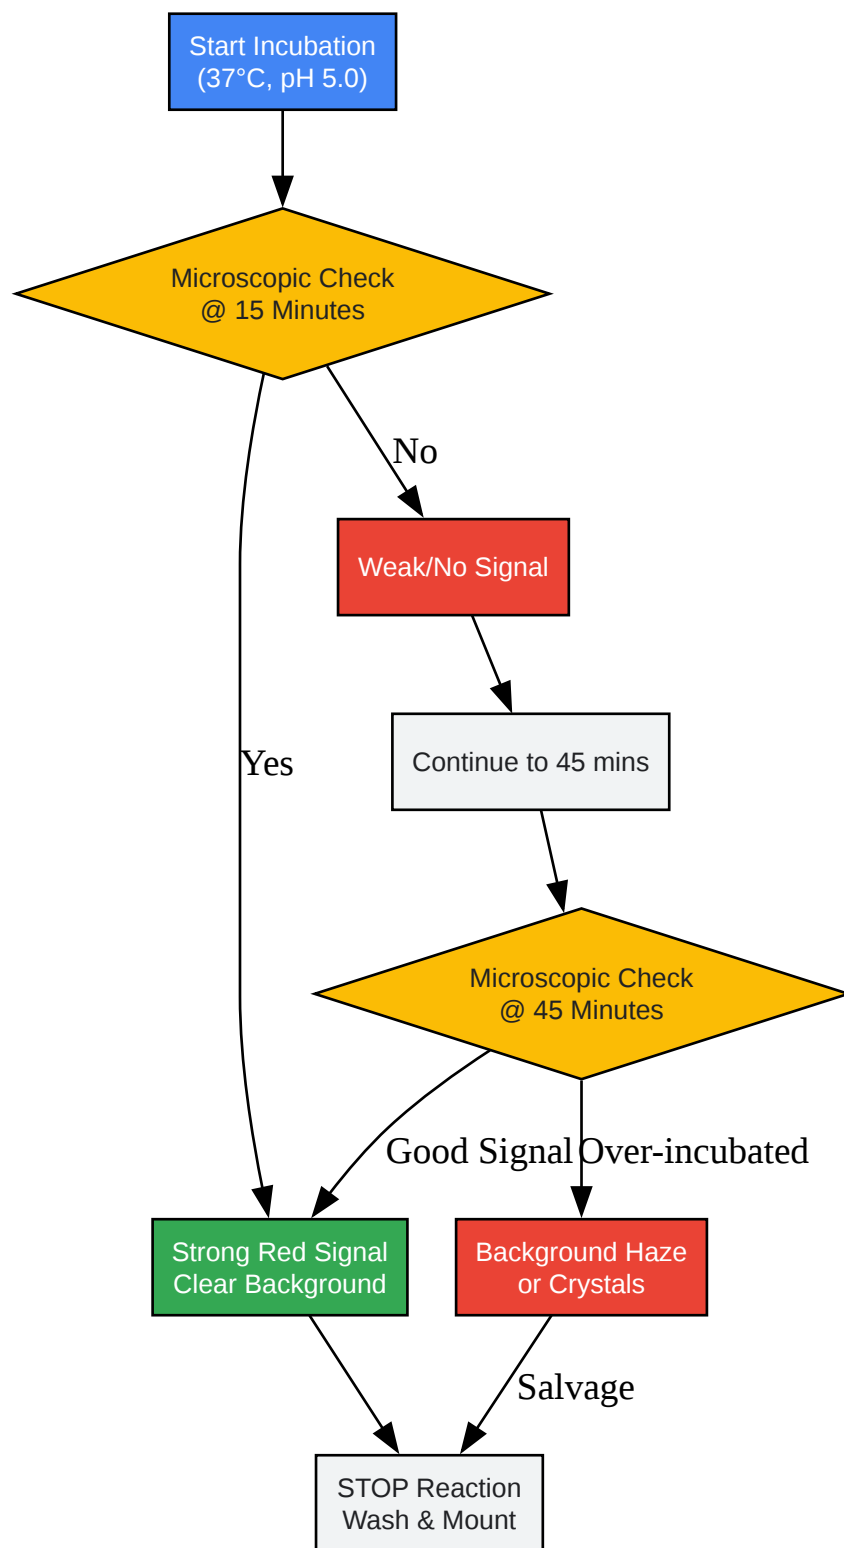 Start Incubation
(37°C, pH 5.0)
Microscopic Check
@ 15 Minutes
No
Weak/No Signal
Yes
Continue to 45 mins
Microscopic Check
@ 45 Minutes
Good Signal
Over-incubated
Strong Red Signal
Clear Background
Background Haze
or Crystals
Salvage
STOP Reaction
Wash & Mount